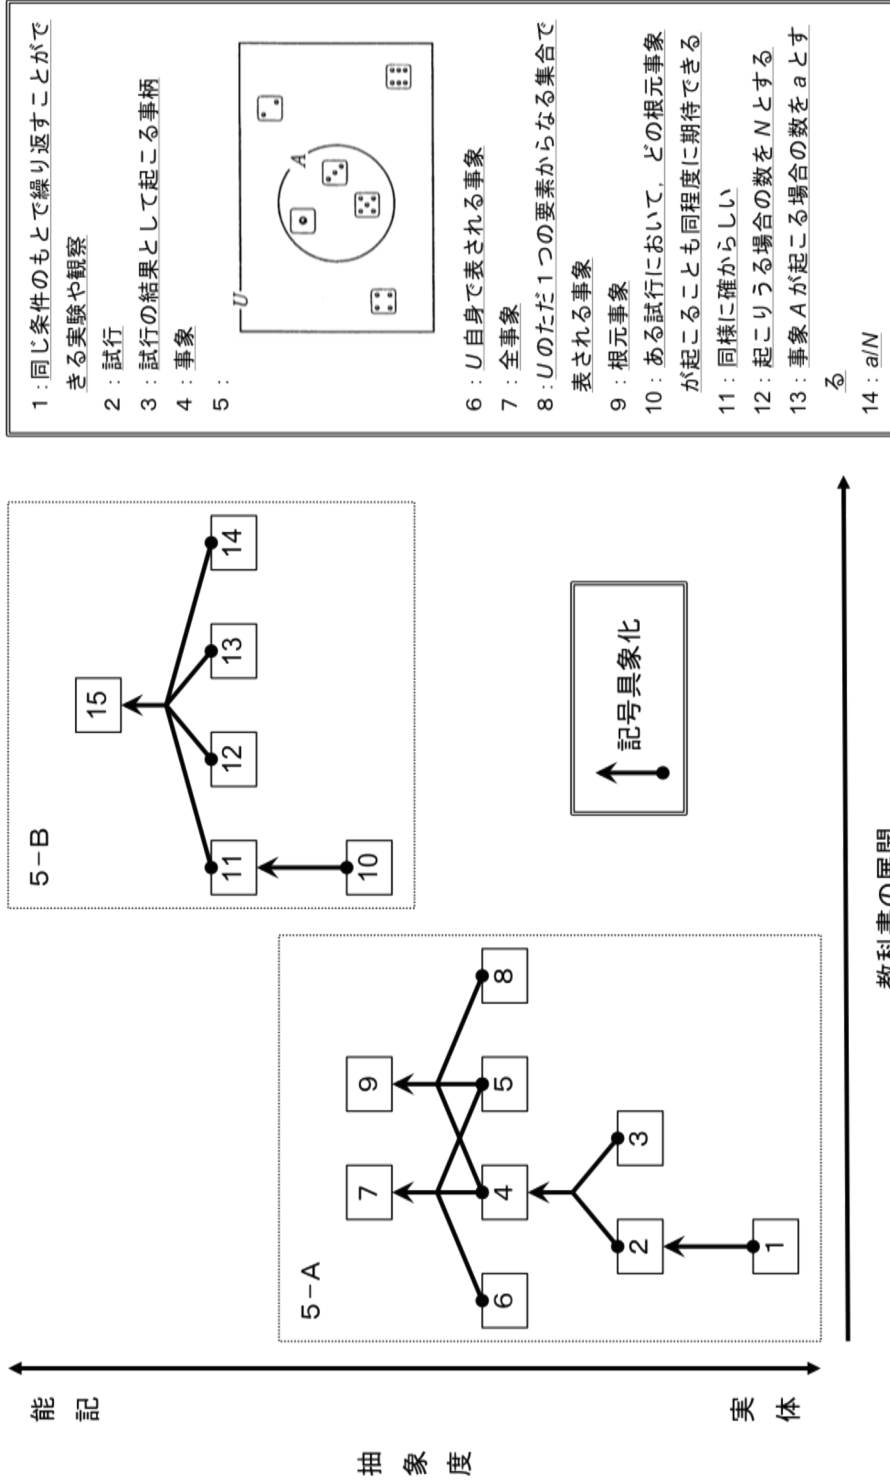 能記
抽象度
実体
5-A
1
2
3
4
5
6
7
8
9
5-B
10
11
12
13
14
15
記号具象化
1：同じ条件のもとで繰り返すことがで
きる実験や観察
2：試行
3：試行の結果として起こる事柄
4：事象
5：
U
A
6：U自身で表される事象
7：全事象
8：Uのただ１つの要素からなる集合で
表される事象
9：根元事象
10：ある試行において，どの根元事象
が起こることも同程度に期待できる
11：同様に確からしい
12：起こりうる場合の数をNとする
13：事象Aが起こる場合の数をaとす
る
14：a/N
教科書の展開